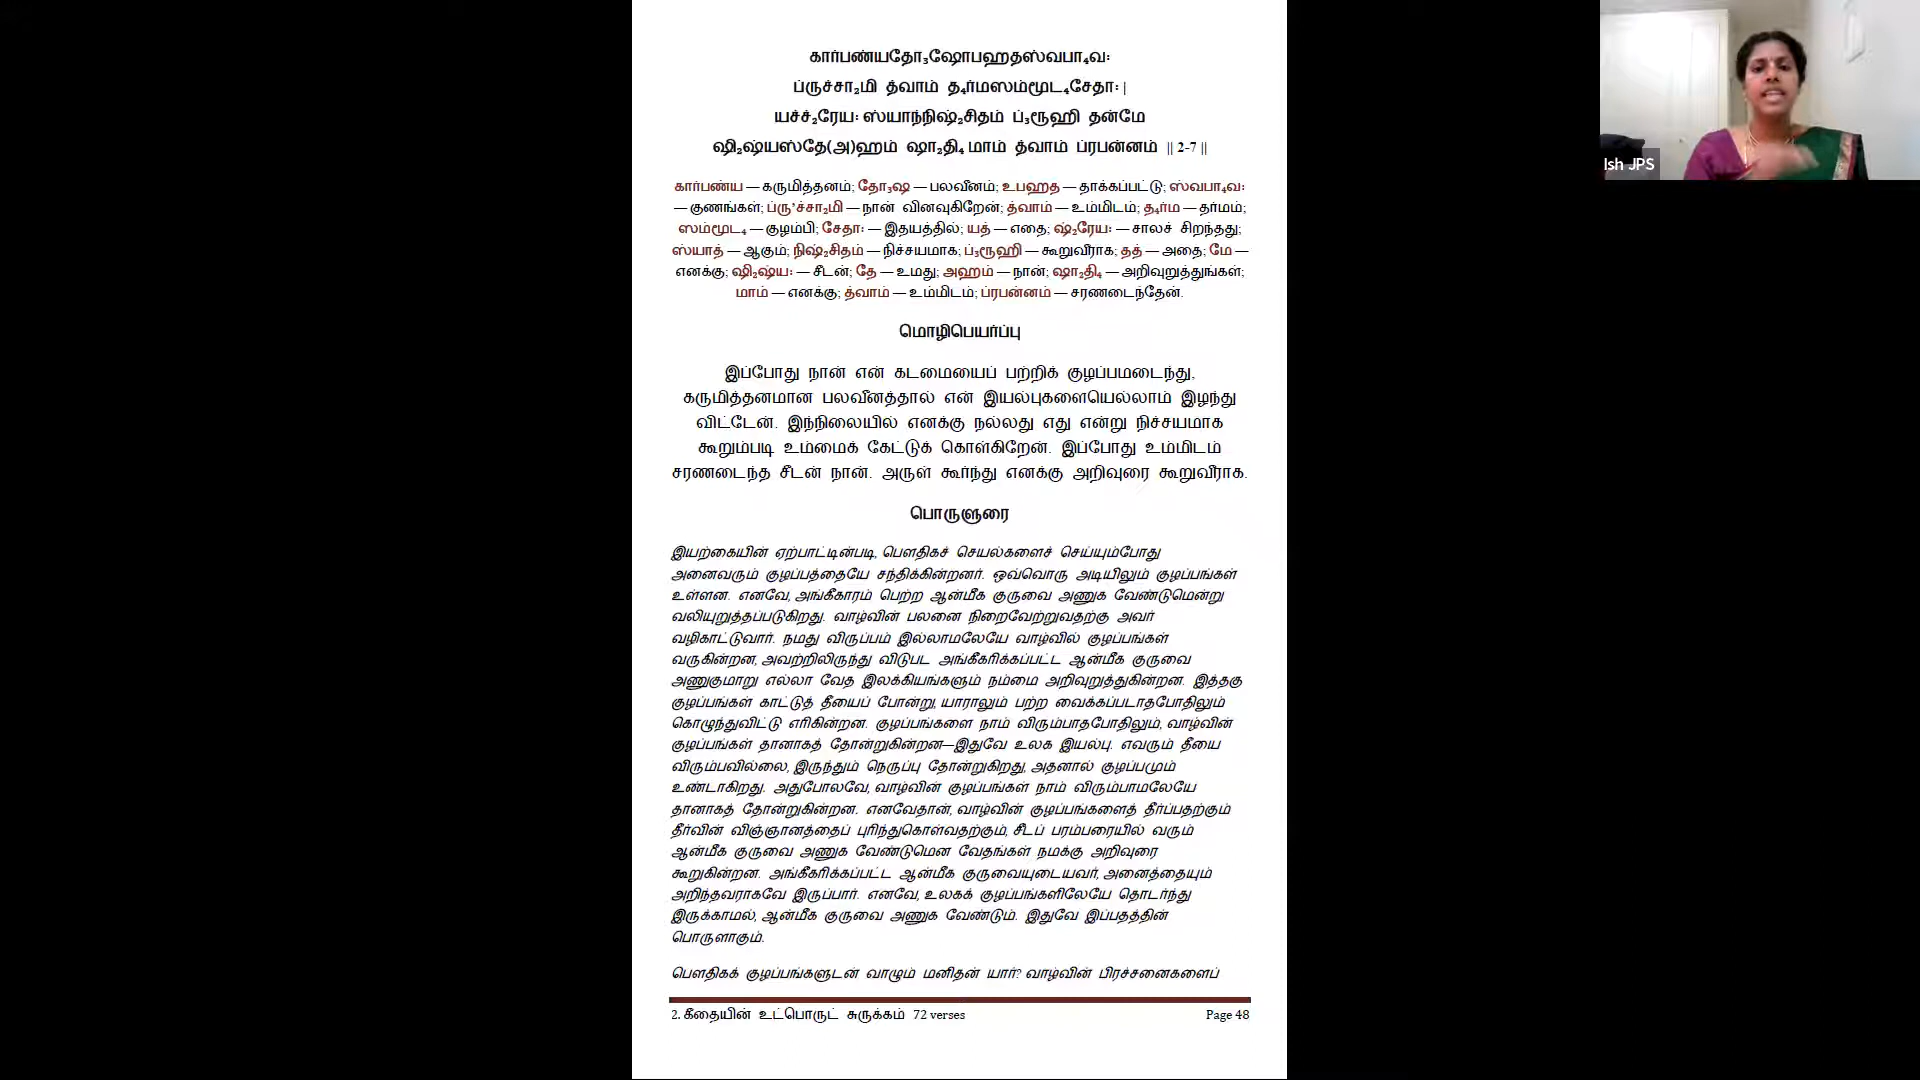 கார்பண்யதோ₃ஷோபஹதஸ்வபா₄வ:
ப்ருச்சா₂மி த்வாம் த₄ர்மஸம்மூட₄சேதா: |
யச்ச்₂ரேய: ஸ்யாந்நிஷ்₂சிதம் ப்₃ரூஹி தன்மே
ஷி₂ஷ்யஸ்தே(அ)ஹம் ஷா₂தி₄ மாம் த்வாம் ப்ரபன்னம் || 2-7 ||
கார்பண்ய — கருமித்தனம்; தோ₃ஷ — பலவீனம்; உபஹத — தாக்கப்பட்டு; ஸ்வபா₄வ:
— குணங்கள்; ப்ரு’ச்சா₂மி — நான் வினவுகிறேன்; த்வாம் — உம்மிடம்; த₄ர்ம — தர்மம்;
ஸம்மூட₄ — குழம்பி; சேதா: — இதயத்தில்; யத் — எதை; ஷ்₂ரேய: — சாலச் சிறந்தது;
ஸ்யாத் — ஆகும்; நிஷ்₂சிதம் — நிச்சயமாக; ப்₃ரூஹி — கூறுவீராக; தத் — அதை; மே —
எனக்கு; ஷி₂ஷ்ய: — சீடன்; தே — உமது; அஹம் — நான்; ஷா₂தி₄ — அறிவுறுத்துங்கள்;
மாம் — எனக்கு; த்வாம் — உம்மிடம்; ப்ரபன்னம் — சரணடைந்தேன்.
மொழிபெயர்ப்பு
இப்போது நான் என் கடமையைப் பற்றிக் குழப்பமடைந்து,
கருமித்தனமான பலவீனத்தால் என் இயல்புகளையெல்லாம் இழந்து
விட்டேன். இந்நிலையில் எனக்கு நல்லது எது என்று நிச்சயமாக
கூறும்படி உம்மைக் கேட்டுக் கொள்கிறேன். இப்போது உம்மிடம்
சரணடைந்த சீடன் நான். அருள் கூர்ந்து எனக்கு அறிவுரை கூறுவீராக.
பொருளுரை
இயற்கையின் ஏற்பாட்டின்படி, பௌதிகச் செயல்களைச் செய்யும்போது
அனைவரும் குழப்பத்தையே சந்திக்கின்றனர். ஒவ்வொரு அடியிலும் குழப்பங்கள்
உள்ளன. எனவே, அங்கீகாரம் பெற்ற ஆன்மீக குருவை அணுக வேண்டுமென்று
வலியுறுத்தப்படுகிறது. வாழ்வின் பலனை நிறைவேற்றுவதற்கு அவர்
வழிகாட்டுவார். நமது விருப்பம் இல்லாமலேயே வாழ்வில் குழப்பங்கள்
வருகின்றன, அவற்றிலிருந்து விடுபட அங்கீகரிக்கப்பட்ட ஆன்மீக குருவை
அணுகுமாறு எல்லா வேத இலக்கியங்களும் நம்மை அறிவுறுத்துகின்றன. இத்தகு
குழப்பங்கள் காட்டுத் தீயைப் போன்று, யாராலும் பற்ற வைக்கப்படாதபோதிலும்
கொழுந்துவிட்டு எரிகின்றன. குழப்பங்களை நாம் விரும்பாதபோதிலும், வாழ்வின்
குழப்பங்கள் தானாகத் தோன்றுகின்றன—இதுவே உலக இயல்பு. எவரும் தீயை
விரும்பவில்லை, இருந்தும் நெருப்பு தோன்றுகிறது, அதனால் குழப்பமும்
உண்டாகிறது. அதுபோலவே, வாழ்வின் குழப்பங்கள் நாம் விரும்பாமலேயே
தானாகத் தோன்றுகின்றன. எனவேதான், வாழ்வின் குழப்பங்களைத் தீர்ப்பதற்கும்
தீர்வின் விஞ்ஞானத்தைப் புரிந்துகொள்வதற்கும், சீடப் பரம்பரையில் வரும்
ஆன்மீக குருவை அணுக வேண்டுமென வேதங்கள் நமக்கு அறிவுரை
கூறுகின்றன. அங்கீகரிக்கப்பட்ட ஆன்மீக குருவையுடையவர், அனைத்தையும்
அறிந்தவராகவே இருப்பார். எனவே, உலகக் குழப்பங்களிலேயே தொடர்ந்து
இருக்காமல், ஆன்மீக குருவை அணுக வேண்டும். இதுவே இப்பதத்தின்
பொருளாகும்.
பௌதிகக் குழப்பங்களுடன் வாழும் மனிதன் யார்? வாழ்வின் பிரச்சனைகளைப்
2. கீதையின் உட்பொருட் சுருக்கம் 72 verses Page 48
Ish JPS